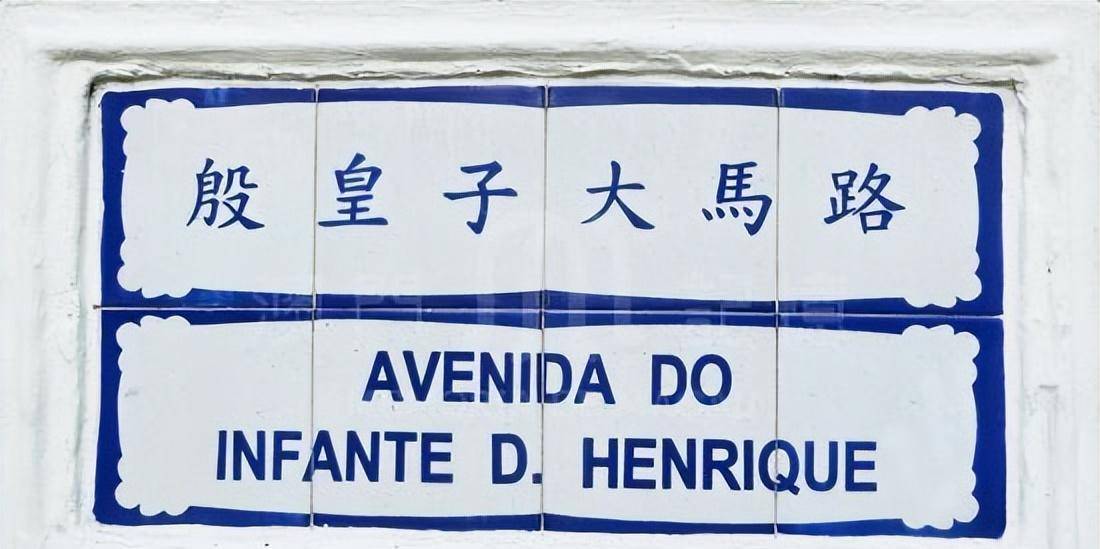 殷皇子大馬路
AVENIDA DO
INFANTE D. HENRIQUE